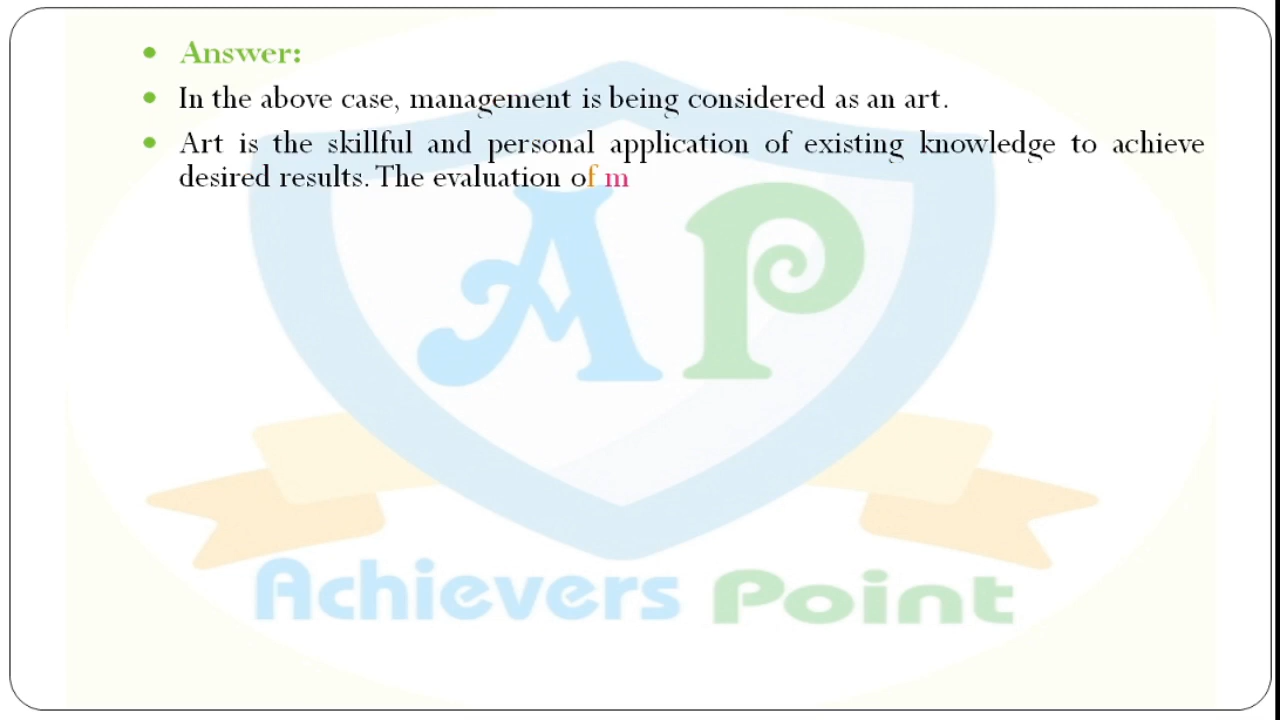 Answer:
In the above case, management is being considered as an art.
Art is the skillful and personal application of existing knowledge to achieve
desired results. The evaluation of m
AP
Achievers Point